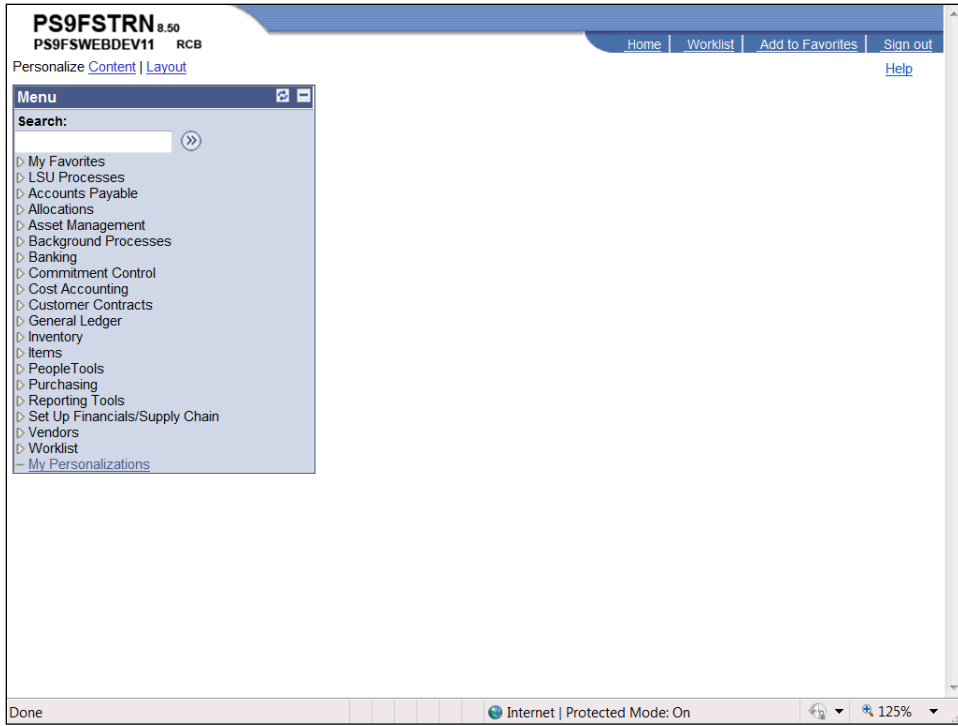 PS9FSTRN 8.50
PS9FSWEBDEV11 RCB
Home Worklist Add to Favorites Sign out
Personalize Content | Layout
Help
Menu
Search:
My Favorites
LSU Processes
Accounts Payable
Allocations
Asset Management
Background Processes
Banking
Commitment Control
Cost Accounting
Customer Contracts
General Ledger
Inventory
Items
PeopleTools
Purchasing
Reporting Tools
Set Up Financials/Supply Chain
Vendors
Worklist
My Personalizations
Done Internet | Protected Mode: On 125%